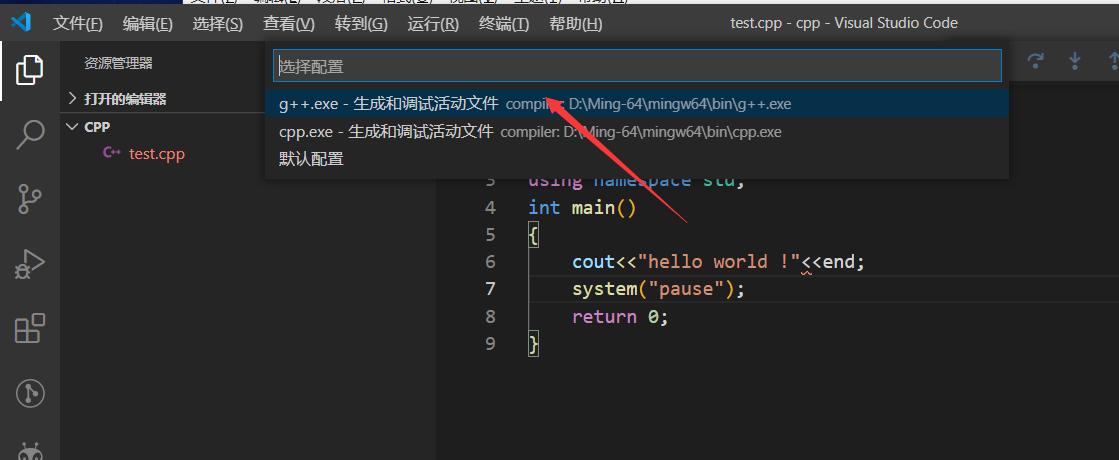 文件(F) 编辑(E) 选择(S) 查看(V) 转到(G) 运行(R) 终端(T) 帮助(H) test.cpp - cpp - Visual Studio Code
资源管理器
打开的编辑器
CPP
test.cpp
选择配置
g++.exe - 生成和调试活动文件 compiler: D:\Ming-64\mingw64\bin\g++.exe
cpp.exe - 生成和调试活动文件 compiler: D:\Ming-64\mingw64\bin\cpp.exe
默认配置
3 using namespace std;
4 int main()
5 {
6 cout<<"hello world !"<<end;
7 system("pause");
8 return 0;
9 }